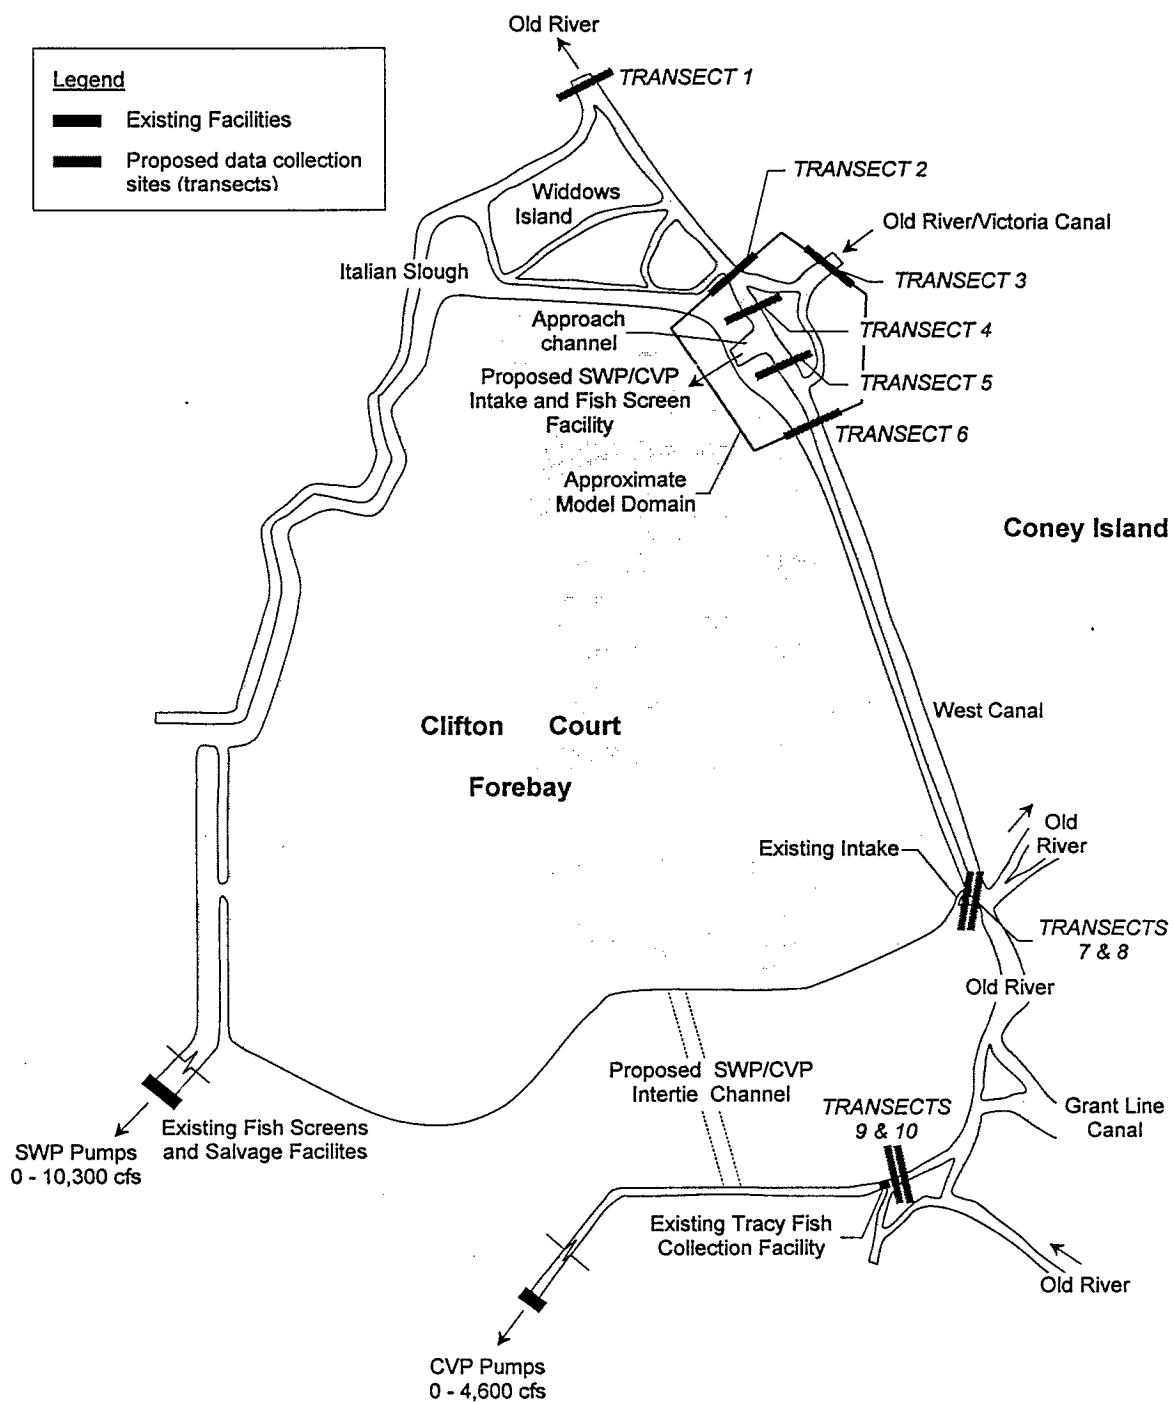 Old River
Legend
Existing Facilities
Proposed data collection
sites (transects)
TRANSECT 1
TRANSECT 2
Widdows
Island
Old River/Victoria Canal
Italian Slough
TRANSECT 3
Approach
channel
TRANSECT 4
Proposed SWP/CVP
Intake and Fish Screen
Facility
TRANSECT 5
TRANSECT 6
Approximate
Model Domain
Coney Island
West Canal
Clifton Court
Forebay
Old
River
Existing Intake
TRANSECTS
7 & 8
Old River
Proposed SWP/CVP
Intertie Channel
TRANSECTS
9 & 10
Grant Line
Canal
Existing Fish Screens
and Salvage Facilites
SWP Pumps
0 - 10,300 cfs
Existing Tracy Fish
Collection Facility
Old River
CVP Pumps
0 - 4,600 cfs